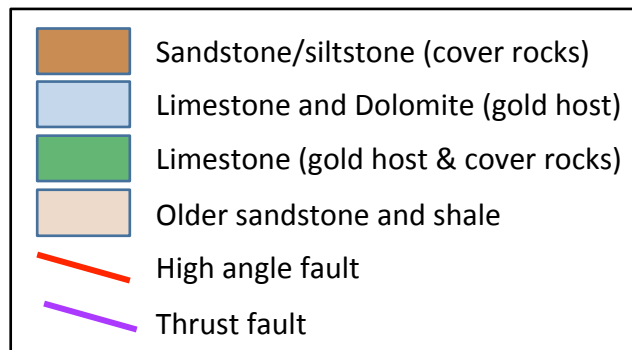 Sandstone/siltstone (cover rocks)
Limestone and Dolomite (gold host)
Limestone (gold host & cover rocks)
Older sandstone and shale
High angle fault
Thrust fault